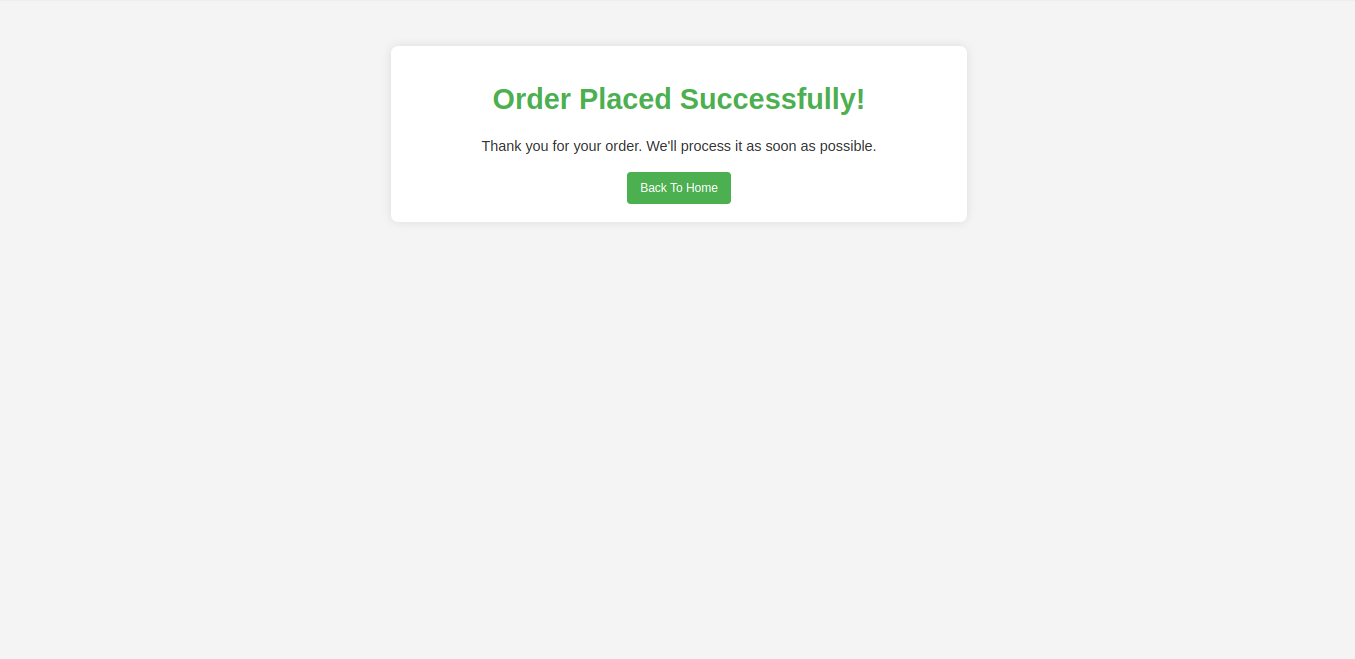 Order Placed Successfully!
Thank you for your order. We'll process it as soon as possible.
Back To Home